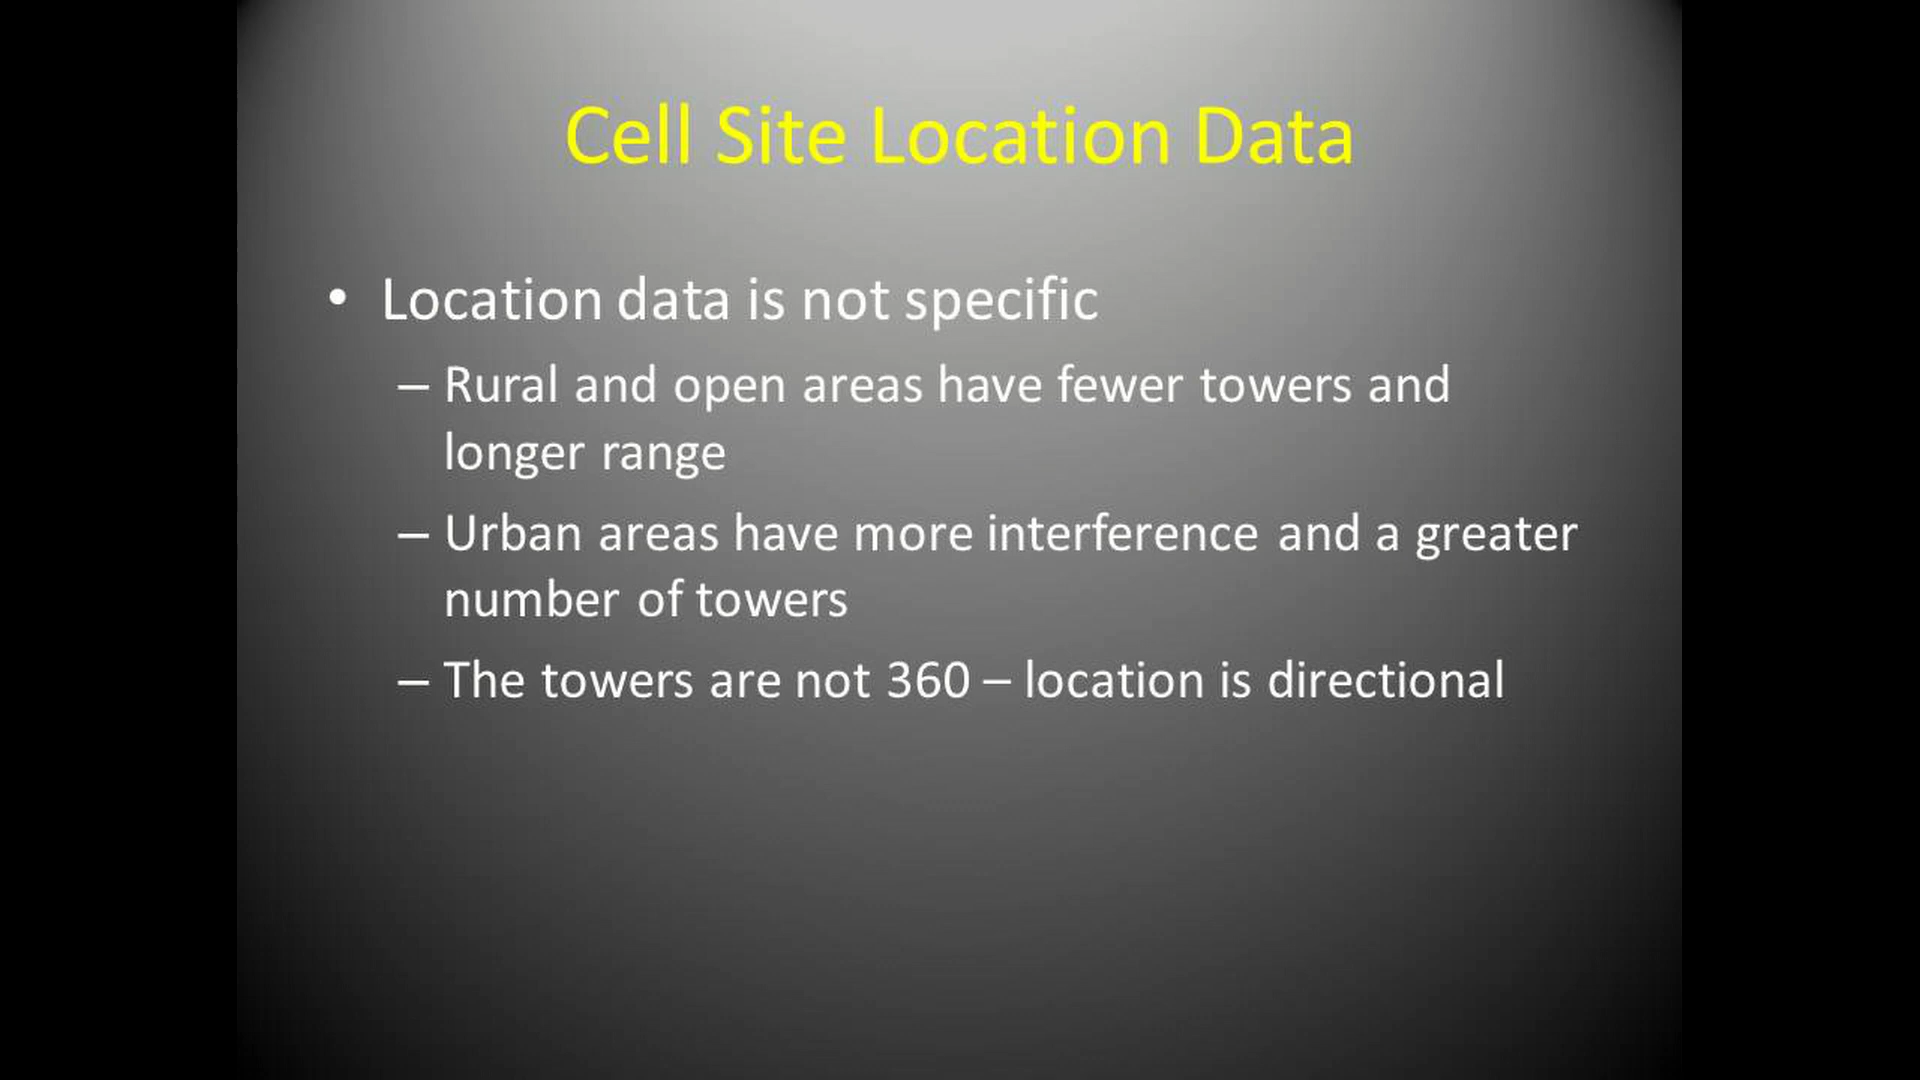 Cell Site Location Data
• Location data is not specific
– Rural and open areas have fewer towers and
longer range
– Urban areas have more interference and a greater
number of towers
– The towers are not 360 – location is directional